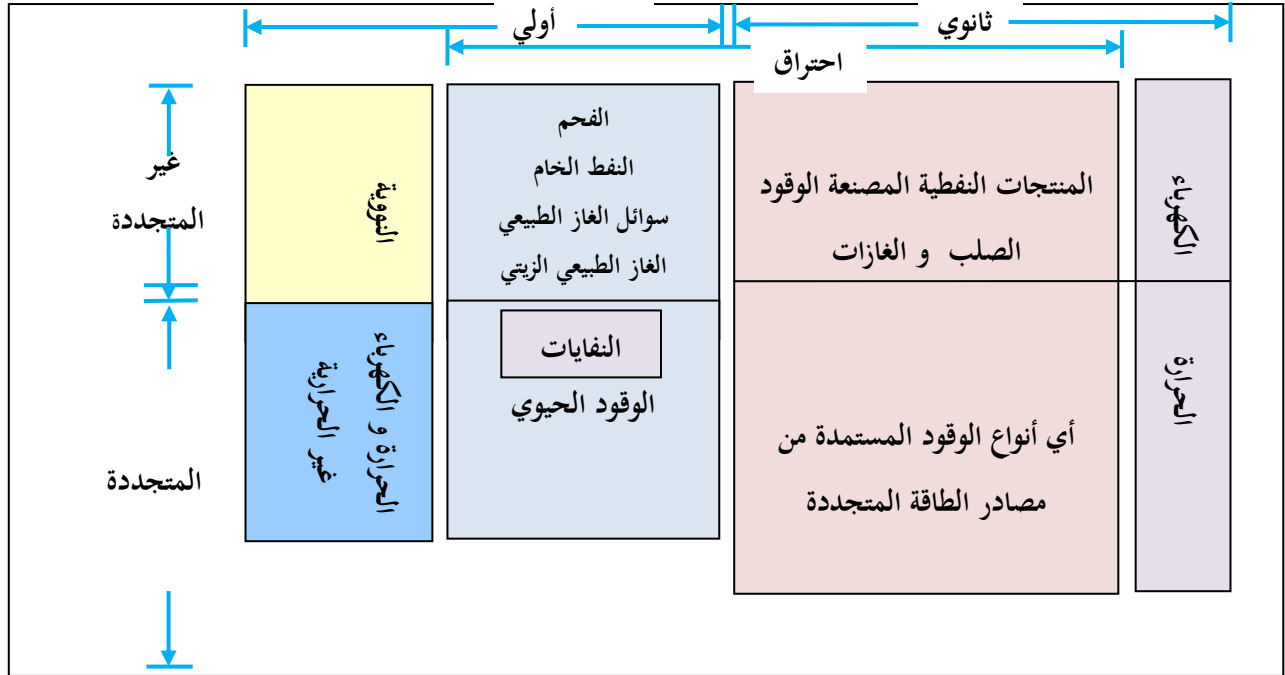 ثانوي
أولي
احتراق
الكهرباء
الحرارة
المنتجات النفطية المصنعة الوقود
الصلب و الغازات
أي أنواع الوقود المستمدة من
مصادر الطاقة المتجددة
الفحم
النفط الخام
سوائل الغاز الطبيعي
الغاز الطبيعي الزيتي
النفايات
الوقود الحيوي
النووية
الحرارة و الكهرباء
غير الحرارية
غير
المتجددة
المتجددة